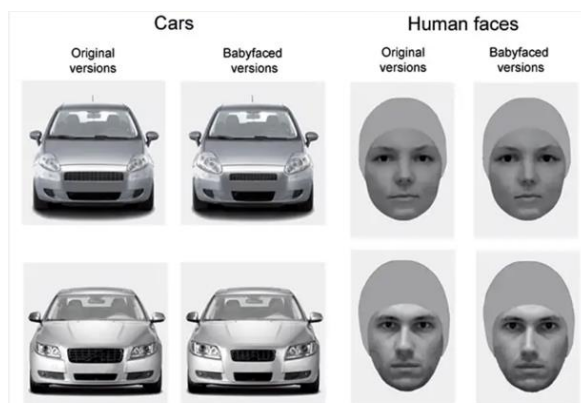 Cars
Human faces
Original
versions
Babyfaced
versions
Original
versions
Babyfaced
versions